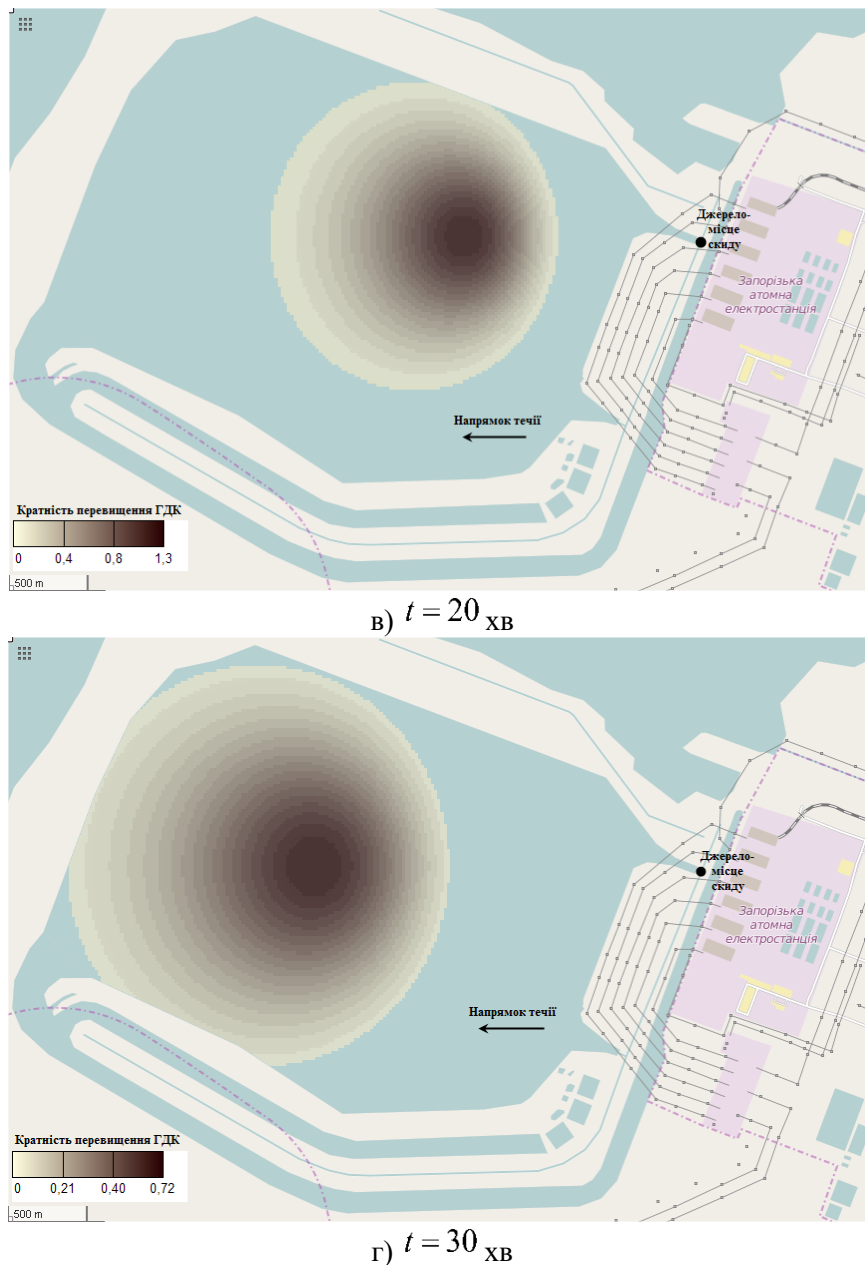 Джерело-
місце
скиду
Запорізька
атомна
електростанція
Напрямок течії
Кратність перевищення ГДК
0 0,4 0,8 1,3
500 m
в) t = 20 хв
Джерело-
місце
скиду
Запорізька
атомна
електростанція
Напрямок течії
Кратність перевищення ГДК
0 0,21 0,40 0,72
500 m
г) t = 30 хв